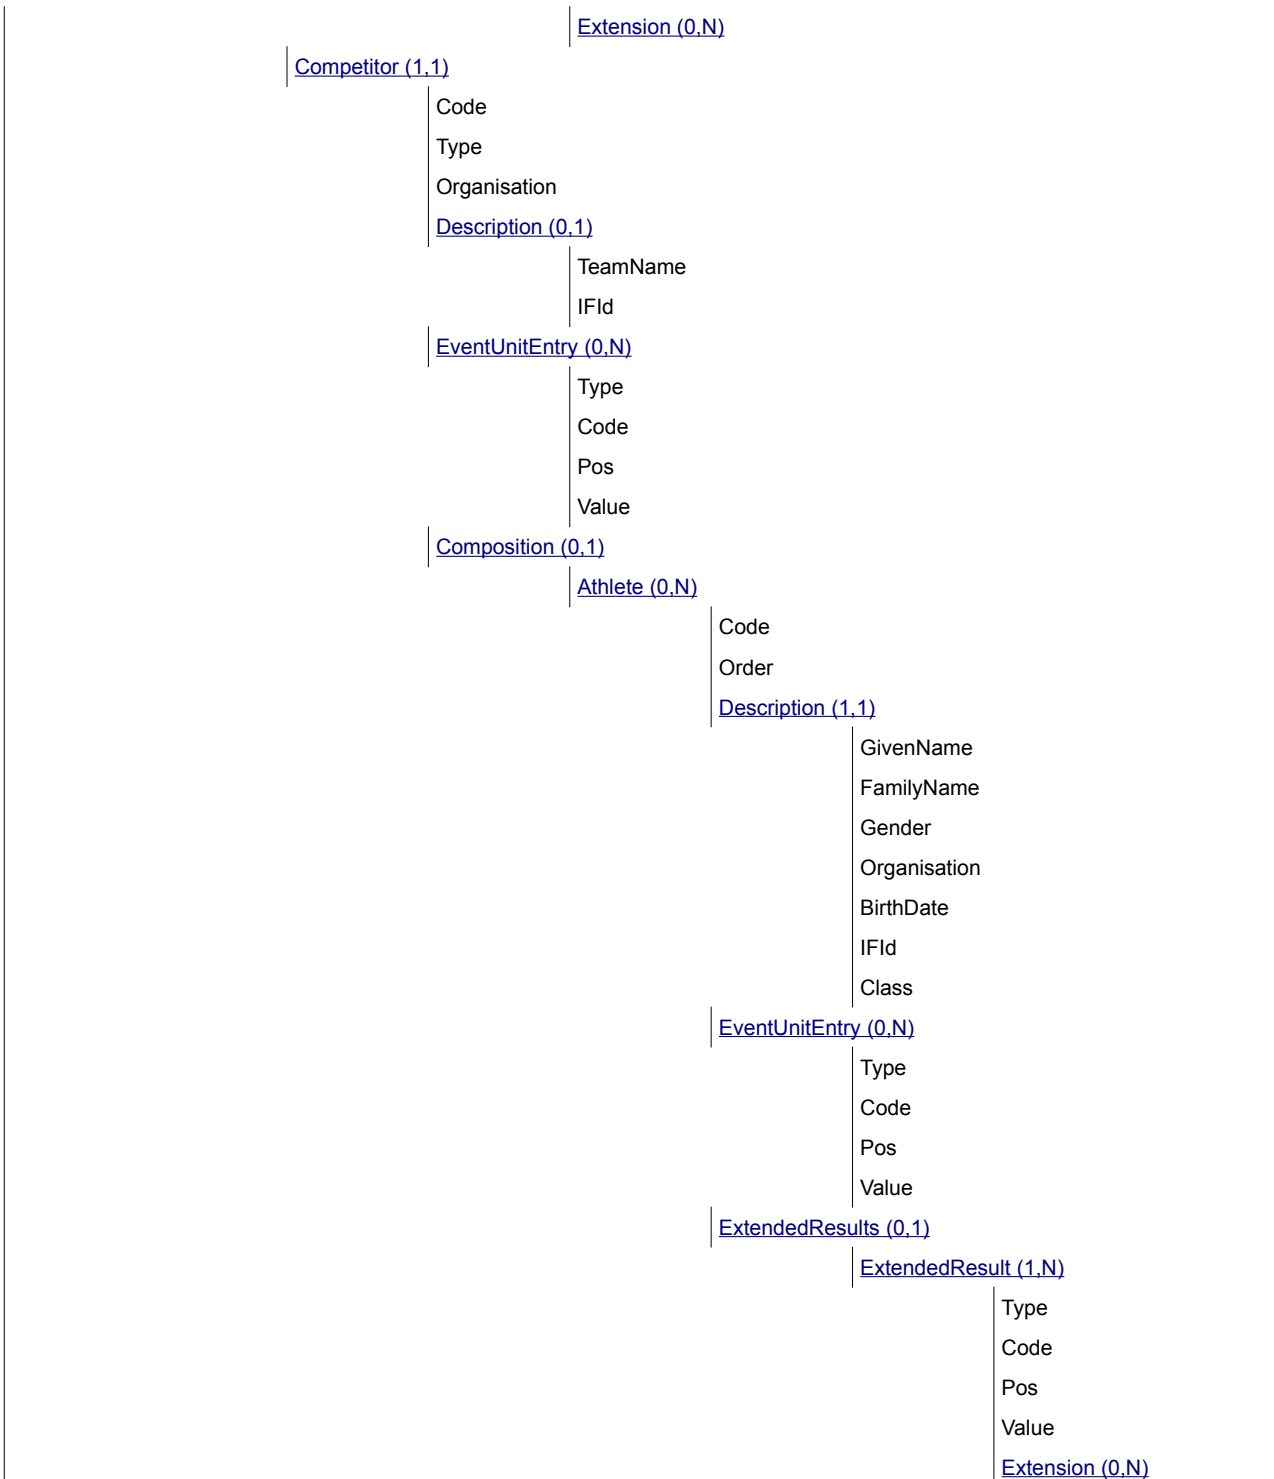 Extension (0,N)
Competitor (1,1)
Code
Type
Organisation
Description (0,1)
TeamName
IFId
EventUnitEntry (0,N)
Type
Code
Pos
Value
Composition (0,1)
Athlete (0,N)
Code
Order
Description (1,1)
GivenName
FamilyName
Gender
Organisation
BirthDate
IFId
Class
EventUnitEntry (0,N)
Type
Code
Pos
Value
ExtendedResults (0,1)
ExtendedResult (1,N)
Type
Code
Pos
Value
Extension (0,N)